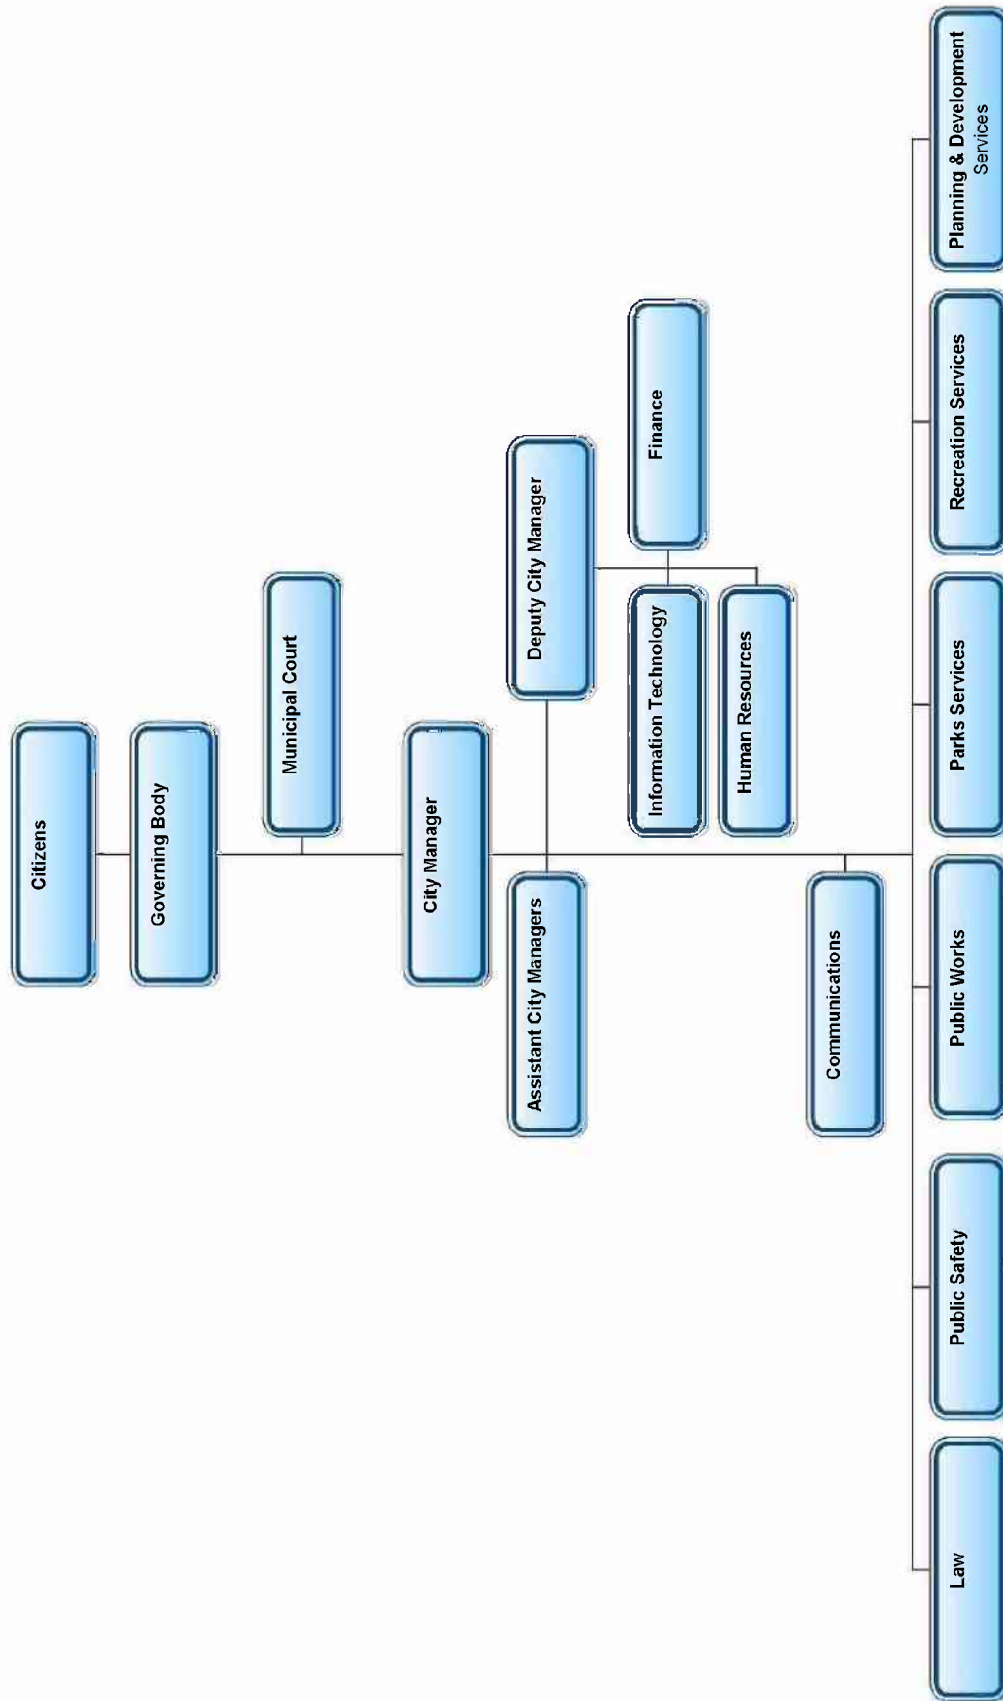 Citizens
Governing Body
Municipal Court
City Manager
Assistant City Managers
Deputy City Manager
Information Technology
Finance
Human Resources
Communications
Law
Public Safety
Public Works
Parks Services
Recreation Services
Planning & Development
Services